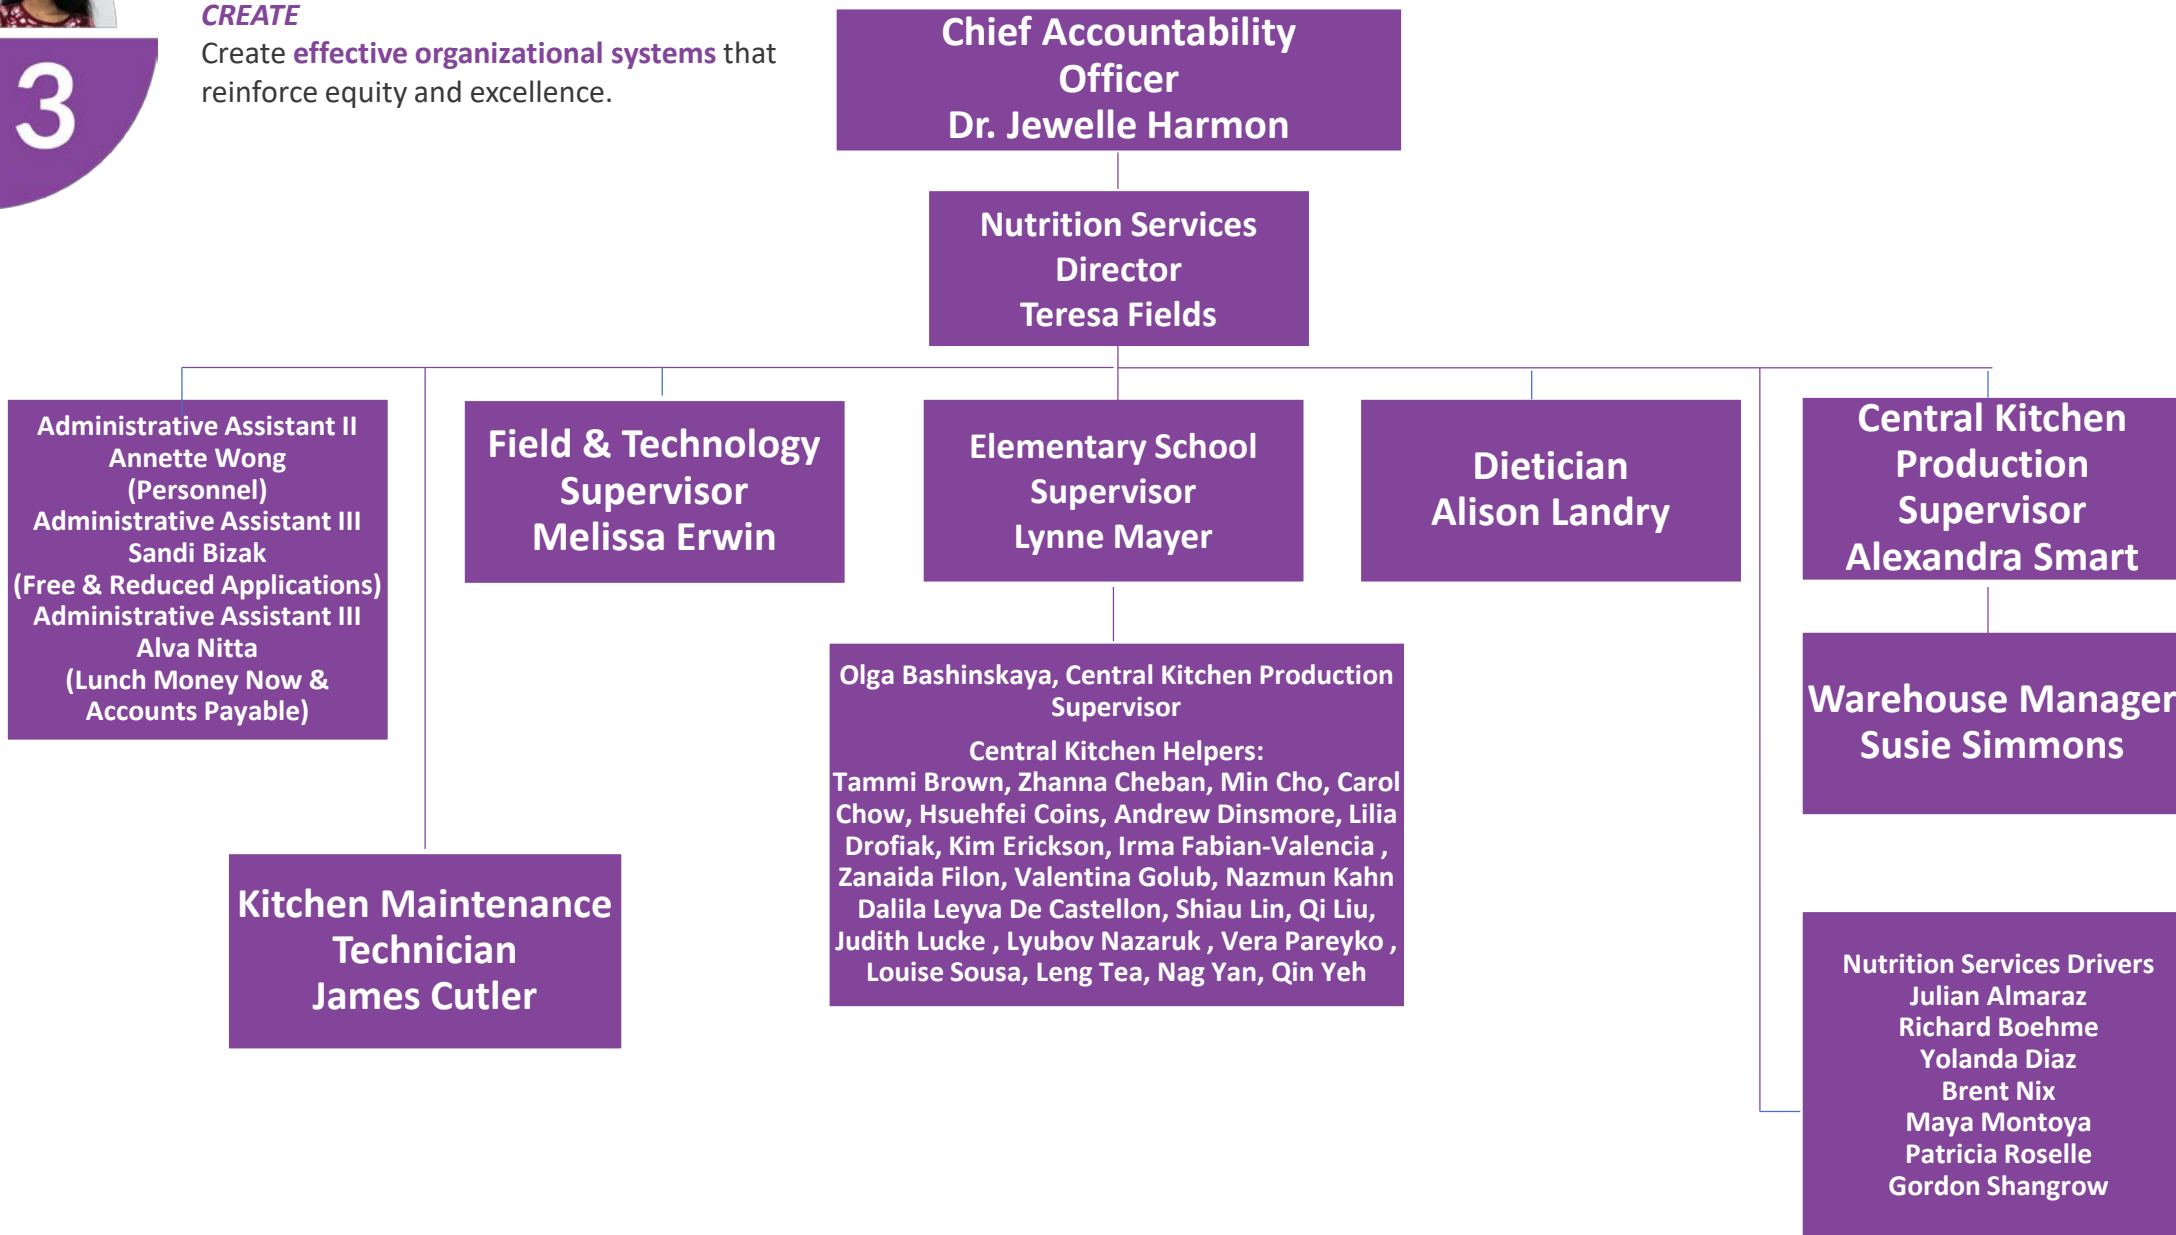 CREATE
Create effective organizational systems that
reinforce equity and excellence.
3
Chief Accountability
Officer
Dr. Jewelle Harmon
Nutrition Services
Director
Teresa Fields
Administrative Assistant II
Annette Wong
(Personnel)
Administrative Assistant III
Sandi Bizak
(Free & Reduced Applications)
Administrative Assistant III
Alva Nitta
(Lunch Money Now &
Accounts Payable)
Field & Technology
Supervisor
Melissa Erwin
Elementary School
Supervisor
Lynne Mayer
Dietician
Alison Landry
Central Kitchen
Production
Supervisor
Alexandra Smart
Olga Bashinskaya, Central Kitchen Production
Supervisor
Central Kitchen Helpers:
Tammi Brown, Zhanna Cheban, Min Cho, Carol
Chow, Hsuehfei Coins, Andrew Dinsmore, Lilia
Drofiak, Kim Erickson, Irma Fabian-Valencia ,
Zanaida Filon, Valentina Golub, Nazmun Kahn
Dalila Leyva De Castellon, Shiau Lin, Qi Liu,
Judith Lucke , Lyubov Nazaruk , Vera Pareyko ,
Louise Sousa, Leng Tea, Nag Yan, Qin Yeh
Warehouse Manager
Susie Simmons
Kitchen Maintenance
Technician
James Cutler
Nutrition Services Drivers
Julian Almaraz
Richard Boehme
Yolanda Diaz
Brent Nix
Maya Montoya
Patricia Roselle
Gordon Shangrow